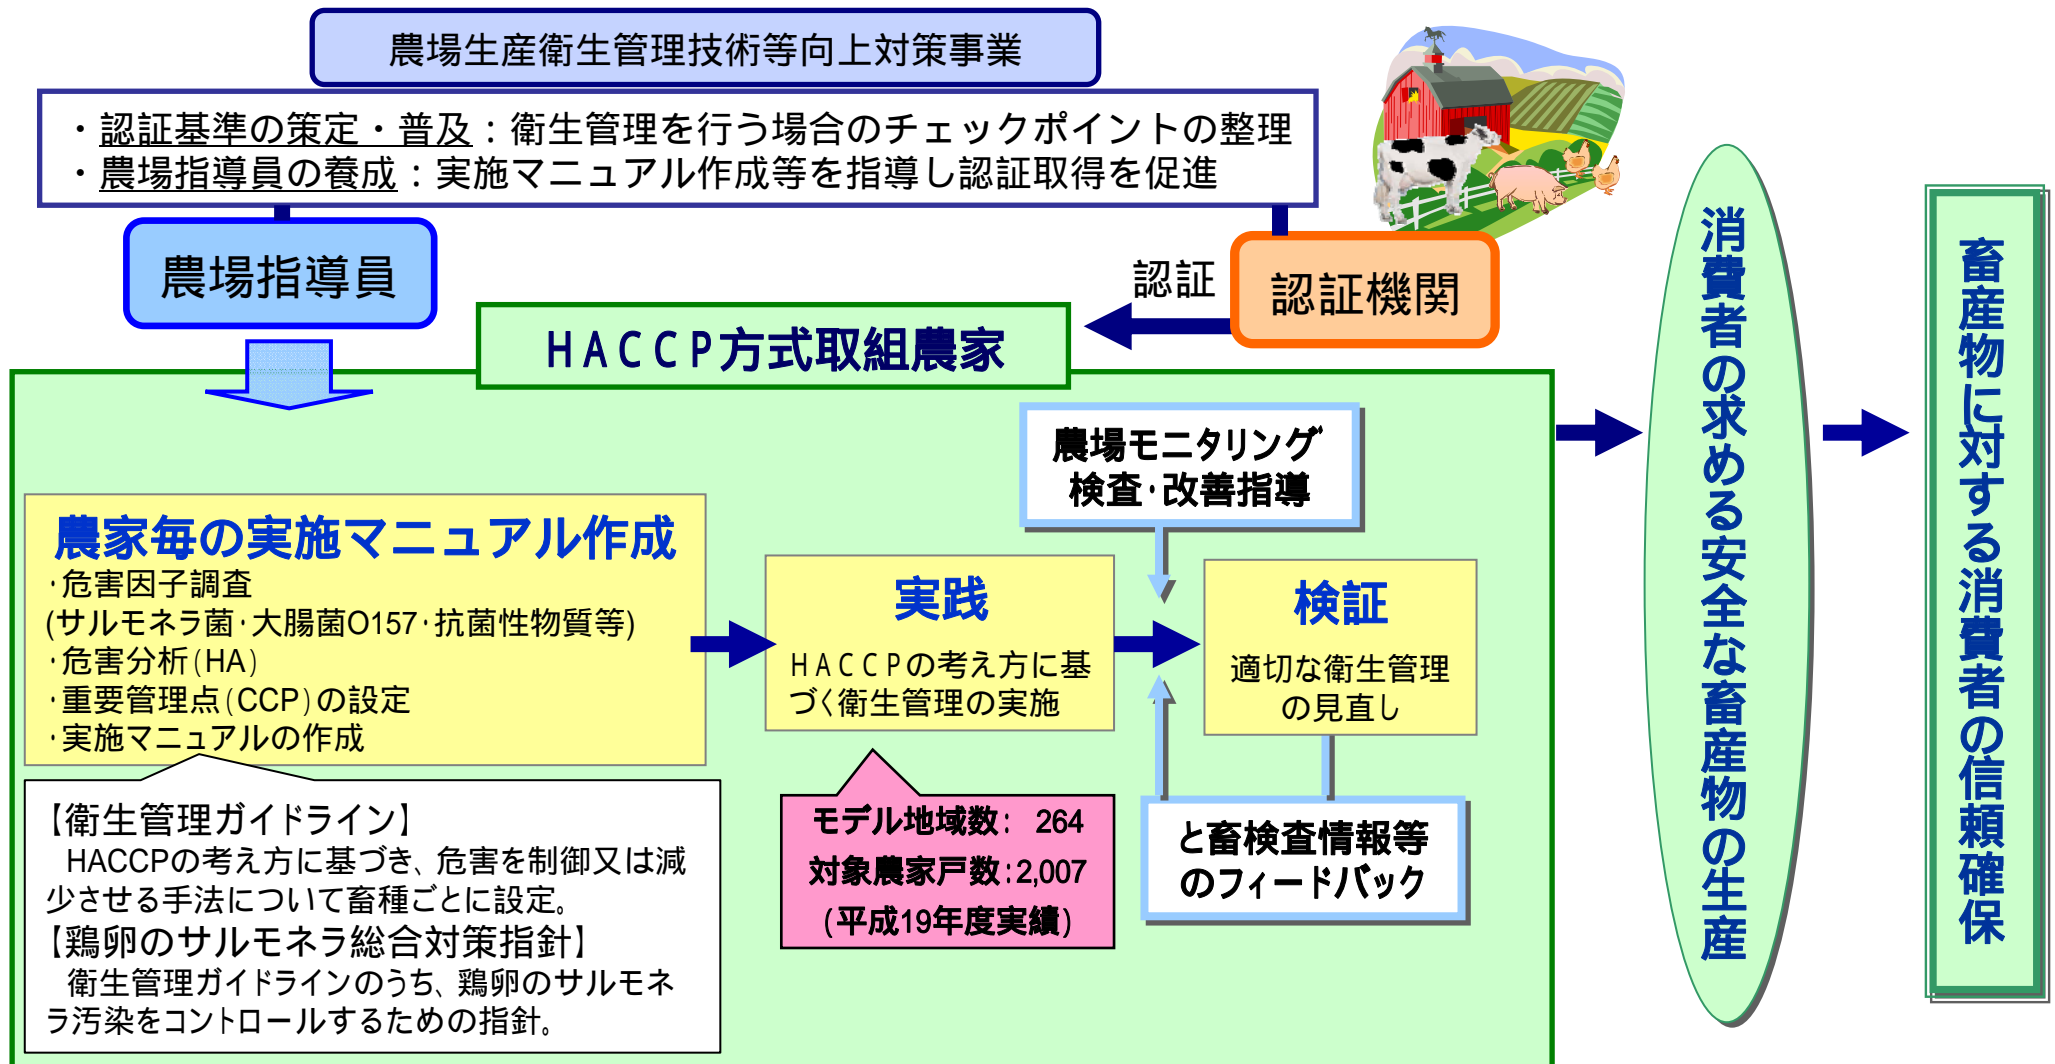 農場生産衛生管理技術等向上対策事業
・認証基準の策定・普及：衛生管理を行う場合のチェックポイントの整理
・農場指導員の養成：実施マニュアル作成等を指導し認証取得を促進
農場指導員
認証
認証機関
HACCP方式取組農家
農場モニタリング
検査・改善指導
農家毎の実施マニュアル作成
・危害因子調査
(サルモネラ菌・大腸菌O157・抗菌性物質等)
・危害分析(HA)
・重要管理点(CCP)の設定
・実施マニュアルの作成
実践
HACCPの考え方に基
づく衛生管理の実施
検証
適切な衛生管理
の見直し
【衛生管理ガイドライン】
HACCPの考え方に基づき、危害を制御又は減
少させる手法について畜種ごとに設定。
【鶏卵のサルモネラ総合対策指針】
衛生管理ガイドラインのうち、鶏卵のサルモネ
ラ汚染をコントロールするための指針。
モデル地域数： 264
対象農家戸数：2,007
(平成19年度実績)
と畜検査情報等
のフィードバック
消費者の求める安全な畜産物の生産
畜産物に対する消費者の信頼確保